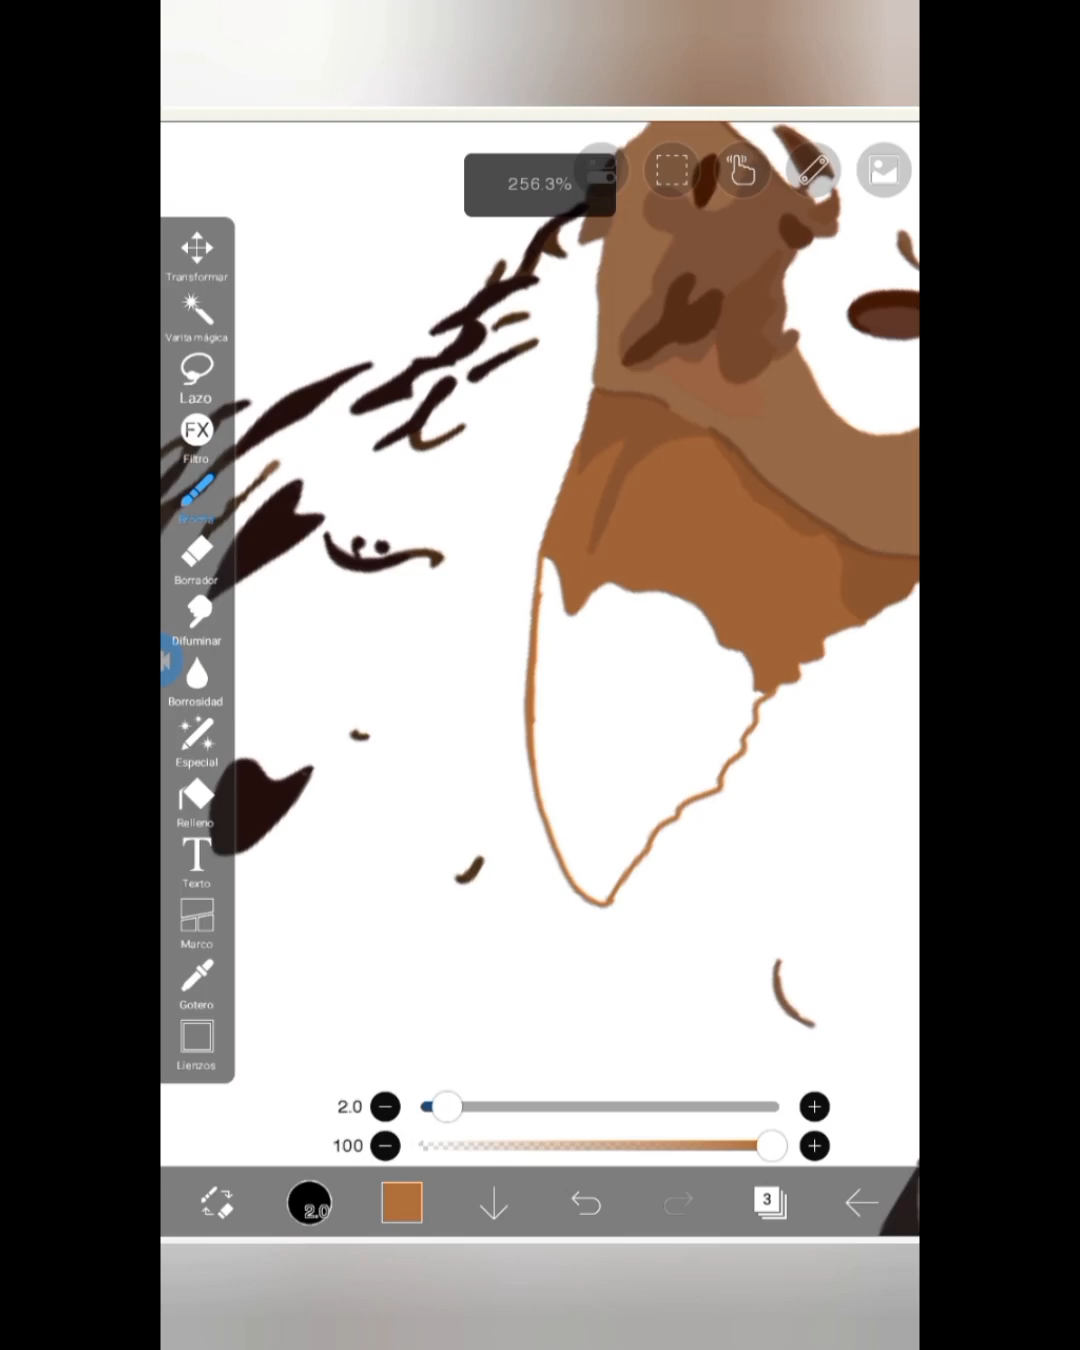 256.3%
Transformar
Varita mágica
Lazo
FX
Filtro
Brocha
Borrador
Difuminar
Borrosidad
Especial
Relleno
T
Texto
Marco
Gotero
Lienzos
2.0
100
2.0
3